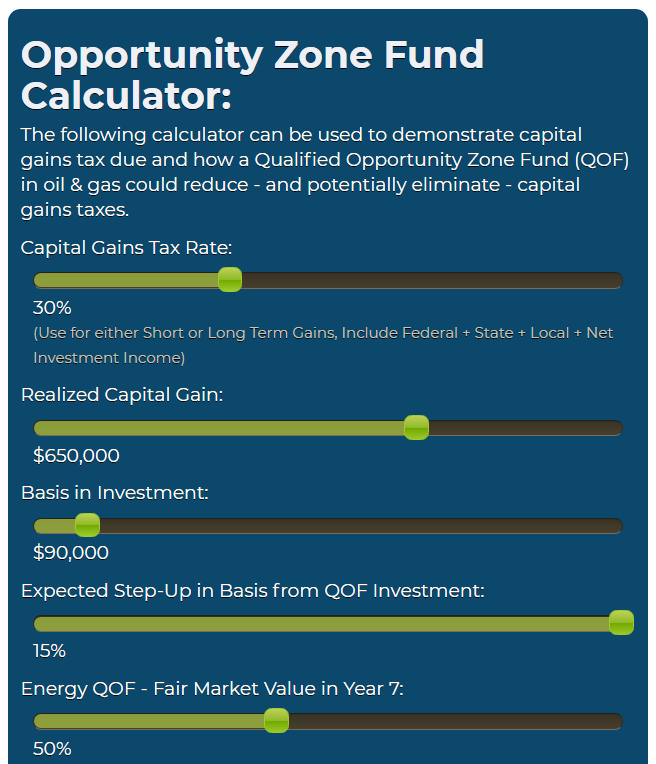 Opportunity Zone Fund
Calculator:
The following calculator can be used to demonstrate capital
gains tax due and how a Qualified Opportunity Zone Fund (QOF)
in oil & gas could reduce - and potentially eliminate - capital
gains taxes.
Capital Gains Tax Rate:
30%
(Use for either Short or Long Term Gains, Include Federal + State + Local + Net
Investment Income)
Realized Capital Gain:
$650,000
Basis in Investment:
$90,000
Expected Step-Up in Basis from QOF Investment:
15%
Energy QOF - Fair Market Value in Year 7:
50%